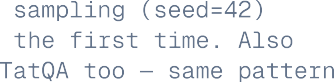 sampling (seed=42)
the first time. Also
TatQA too — same pattern